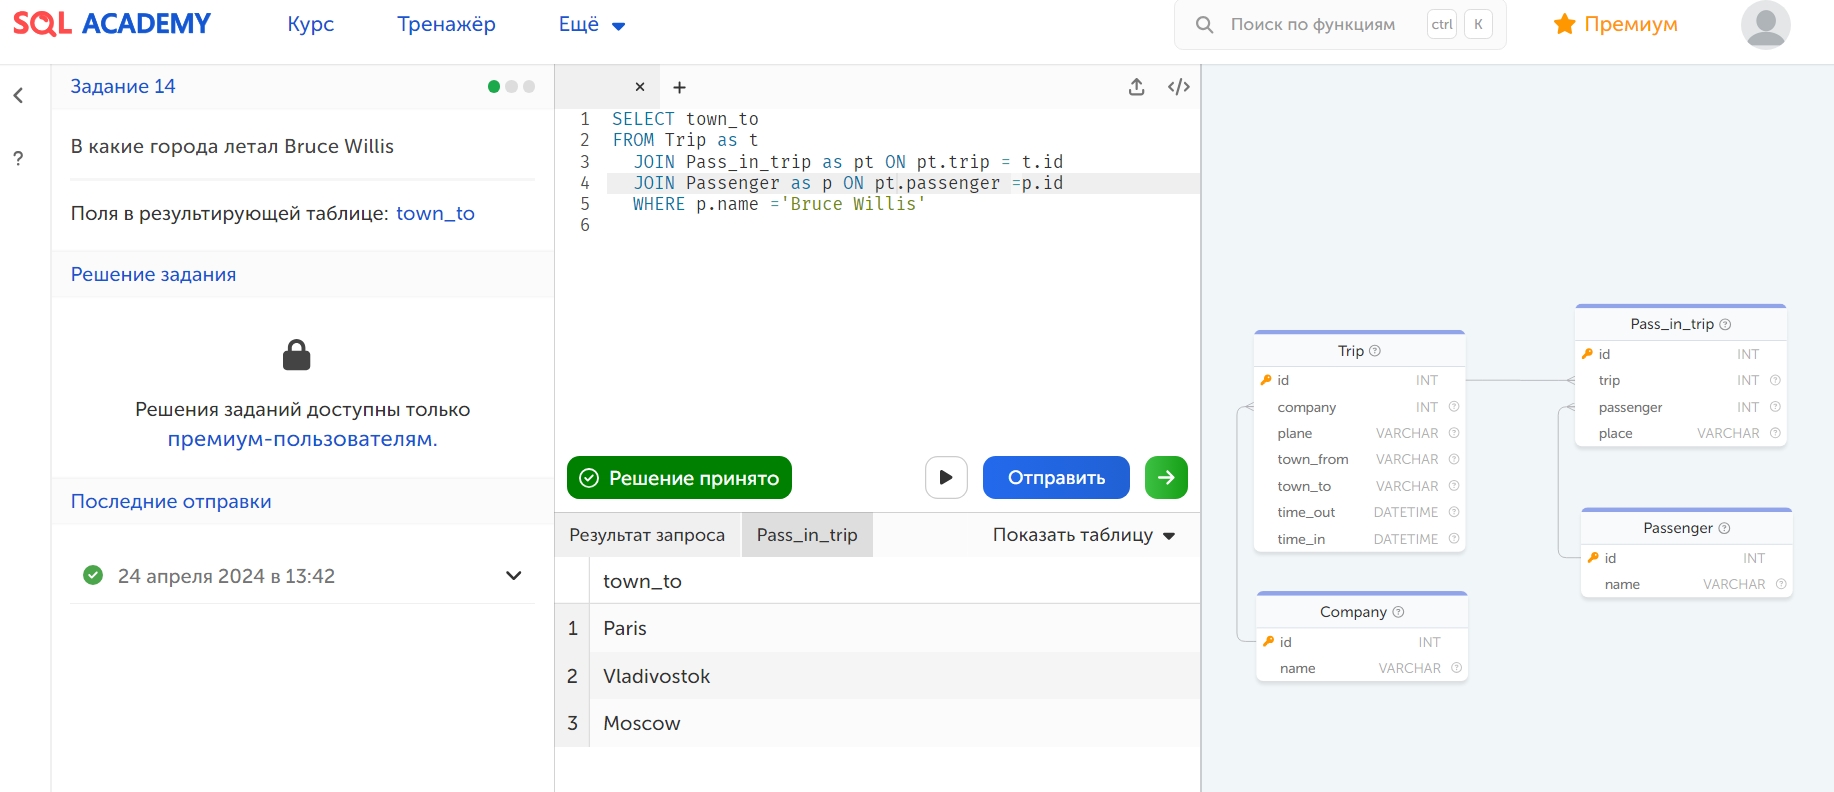 SQL ACADEMY
Курс
Тренажёр
Ещё
Поиск по функциям
ctrl
K
Премиум
Задание 14
В какие города летал Bruce Willis
Поля в результирующей таблице: town_to
Решение задания
Решения заданий доступны только
премиум-пользователям.
Последние отправки
24 апреля 2024 в 13:42
?
× +
</>
1 SELECT town_to
2 FROM Trip as t
3 JOIN Pass_in_trip as pt ON pt.trip = t.id
4 JOIN Passenger as p ON pt.passenger =p.id
5 WHERE p.name ='Bruce Willis'
6
Решение принято
Отправить
Результат запроса
Pass_in_trip
Показать таблицу
town_to
1 Paris
2 Vladivostok
3 Moscow
Trip ?
id INT
company INT ?
plane VARCHAR ?
town_from VARCHAR ?
town_to VARCHAR ?
time_out DATETIME ?
time_in DATETIME ?
Company ?
id INT
name VARCHAR ?
Pass_in_trip ?
id INT
trip INT ?
passenger INT ?
place VARCHAR ?
Passenger ?
id INT
name VARCHAR ?